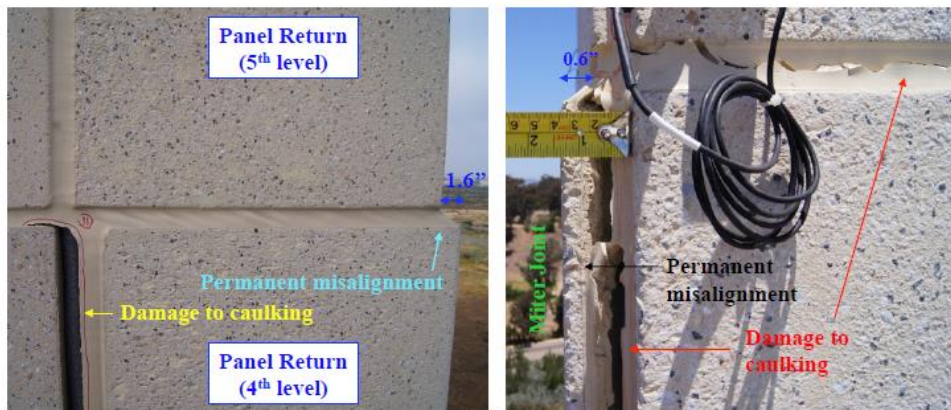 Panel Return
(5th level)
1.6”
Permanent misalignment
Damage to caulking
Panel Return
(4th level)
0.6”
Miter Joint
Permanent
misalignment
Damage to
caulking